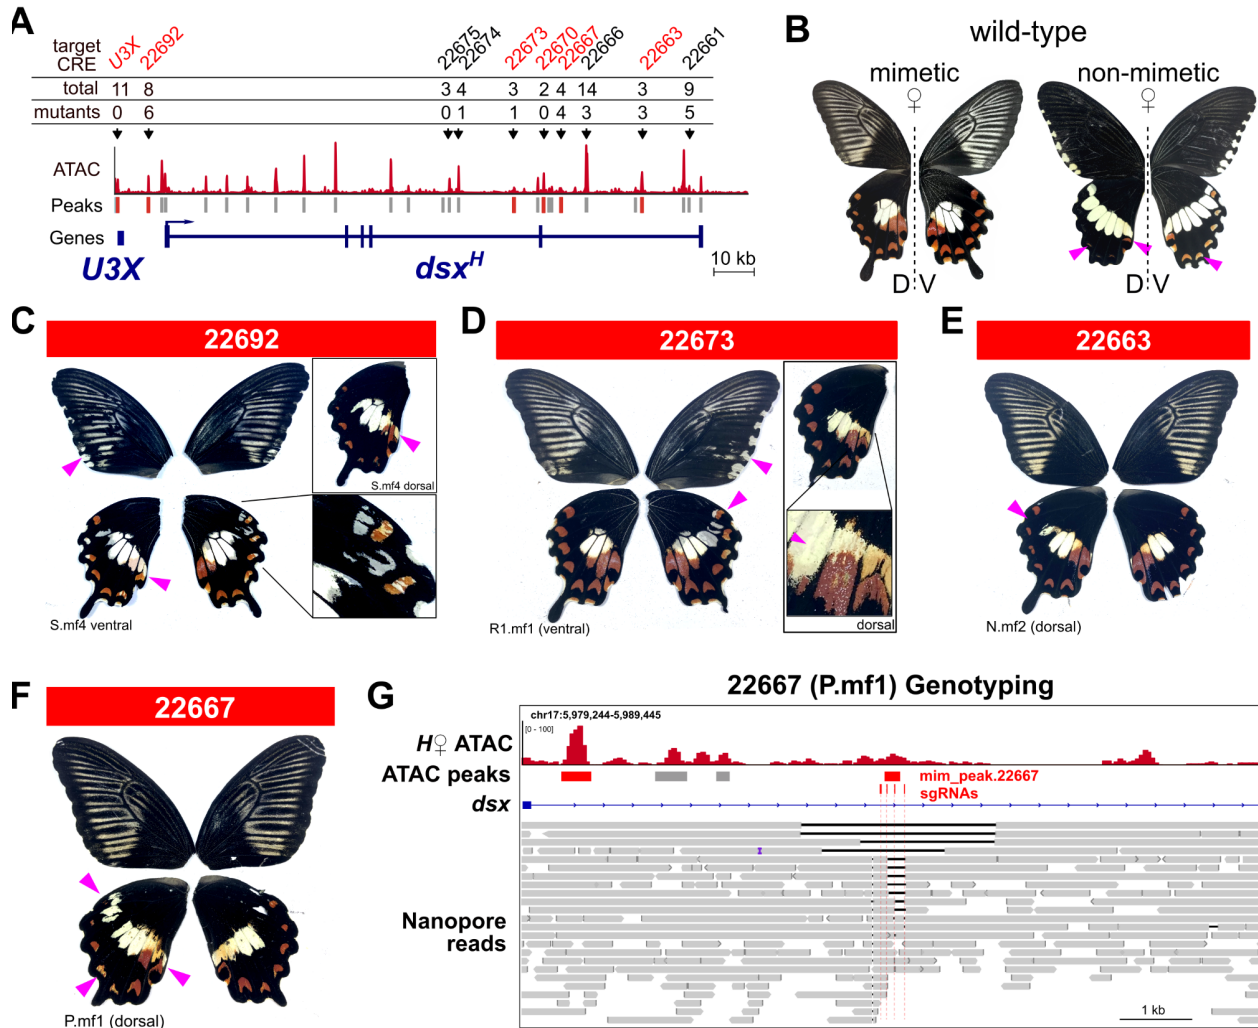 A
target CRE
U3X 22692 22675 22674 22673 22670 22667 22666 22663 22661
total 11 8 3 4 3 2 4 14 3 9
mutants 0 6 0 1 1 0 4 3 3 5
ATAC
Peaks
Genes
U3X
dsxH
10 kb
B
wild-type
mimetic
non-mimetic
♀ ♀
D V D V
C
22692
S.mf4 dorsal
S.mf4 ventral
D
22673
dorsal
R1.mf1 (ventral)
E
22663
N.mf2 (dorsal)
F
22667
P.mf1 (dorsal)
G
22667 (P.mf1) Genotyping
chr17:5,979,244-5,989,445
[0 - 100]
H♀ ATAC
ATAC peaks
mim_peak.22667
sgRNAs
dsx
Nanopore
reads
1 kb